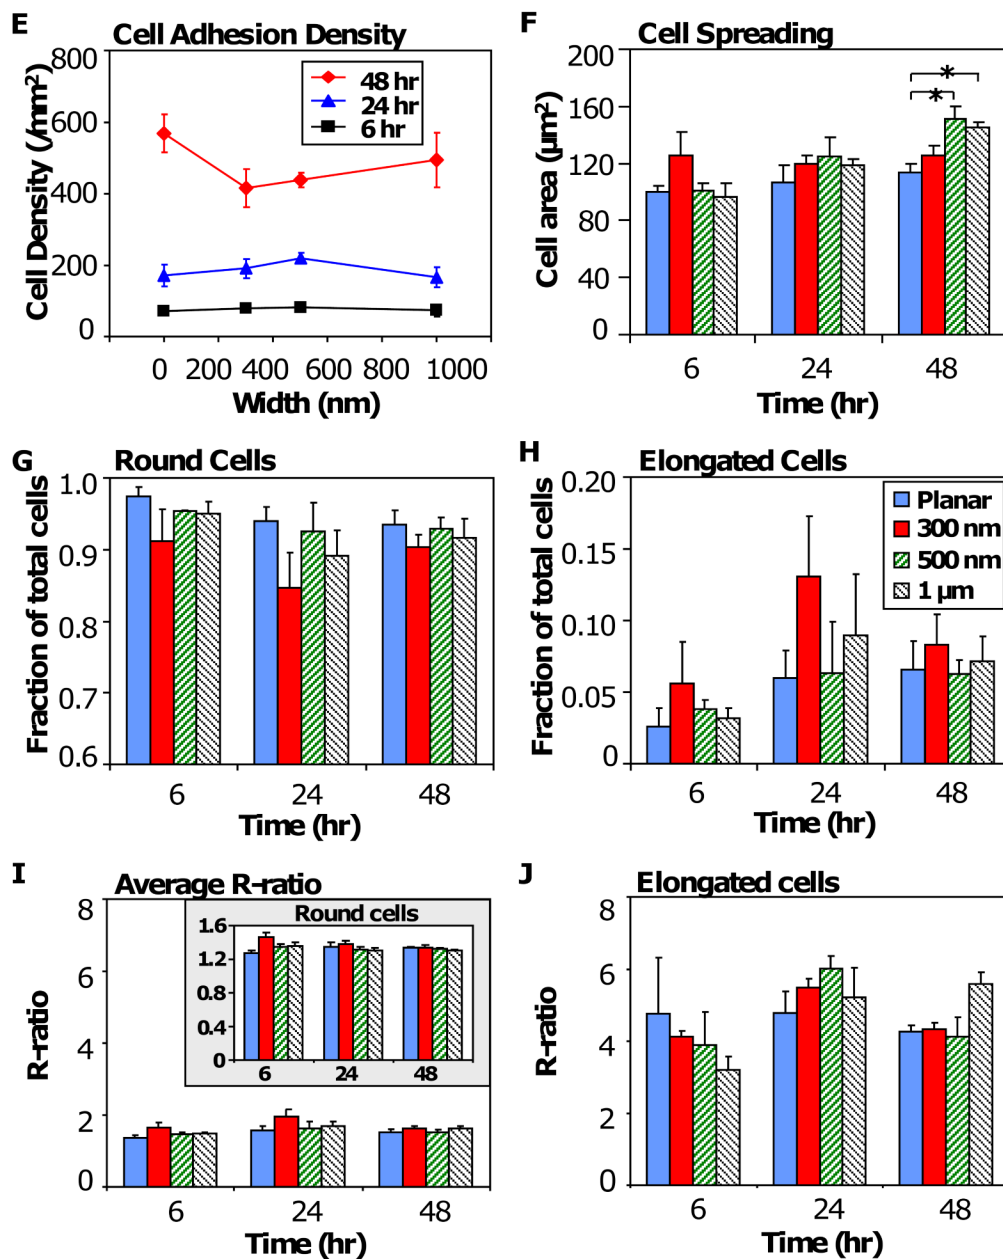 E
Cell Adhesion Density
800
600
400
200
0
Cell Density (/mm²)
48 hr
24 hr
6 hr
0 200 400 600 800 1000
Width (nm)
F
Cell Spreading
200
160
120
80
40
0
Cell area (µm²)
*
*
6 24 48
Time (hr)
G
Round Cells
1.0
0.9
0.8
0.7
0.6
Fraction of total cells
6 24 48
Time (hr)
H
Elongated Cells
0.20
0.15
0.10
0.05
0
Fraction of total cells
Planar
300 nm
500 nm
1 µm
6 24 48
Time (hr)
I
Average R-ratio
8
6
4
2
0
R-ratio
Round cells
1.6
1.2
0.8
0.4
0
6 24 48
6 24 48
Time (hr)
J
Elongated cells
8
6
4
2
0
R-ratio
6 24 48
Time (hr)